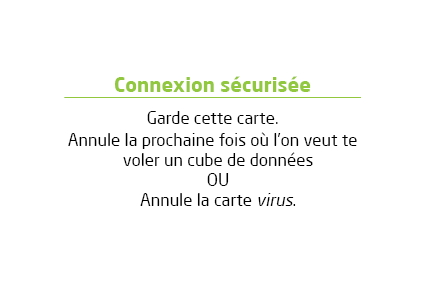 Connexion sécurisée
Garde cette carte.
Annule la prochaine fois où l'on veut te
voler un cube de données
OU
Annule la carte virus.